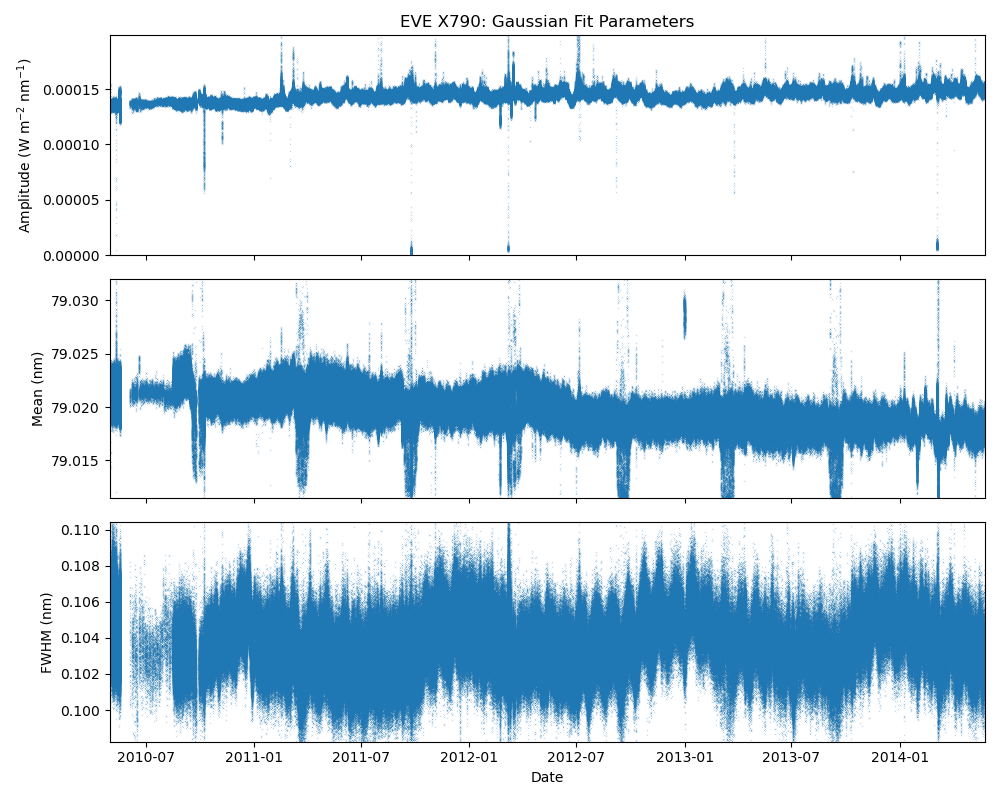 EVE X790: Gaussian Fit Parameters
Amplitude (W m⁻² nm⁻¹)
0.00015
0.00010
0.00005
0.00000
Mean (nm)
79.030
79.025
79.020
79.015
FWHM (nm)
0.110
0.108
0.106
0.104
0.102
0.100
2010-07 2011-01 2011-07 2012-01 2012-07 2013-01 2013-07 2014-01
Date